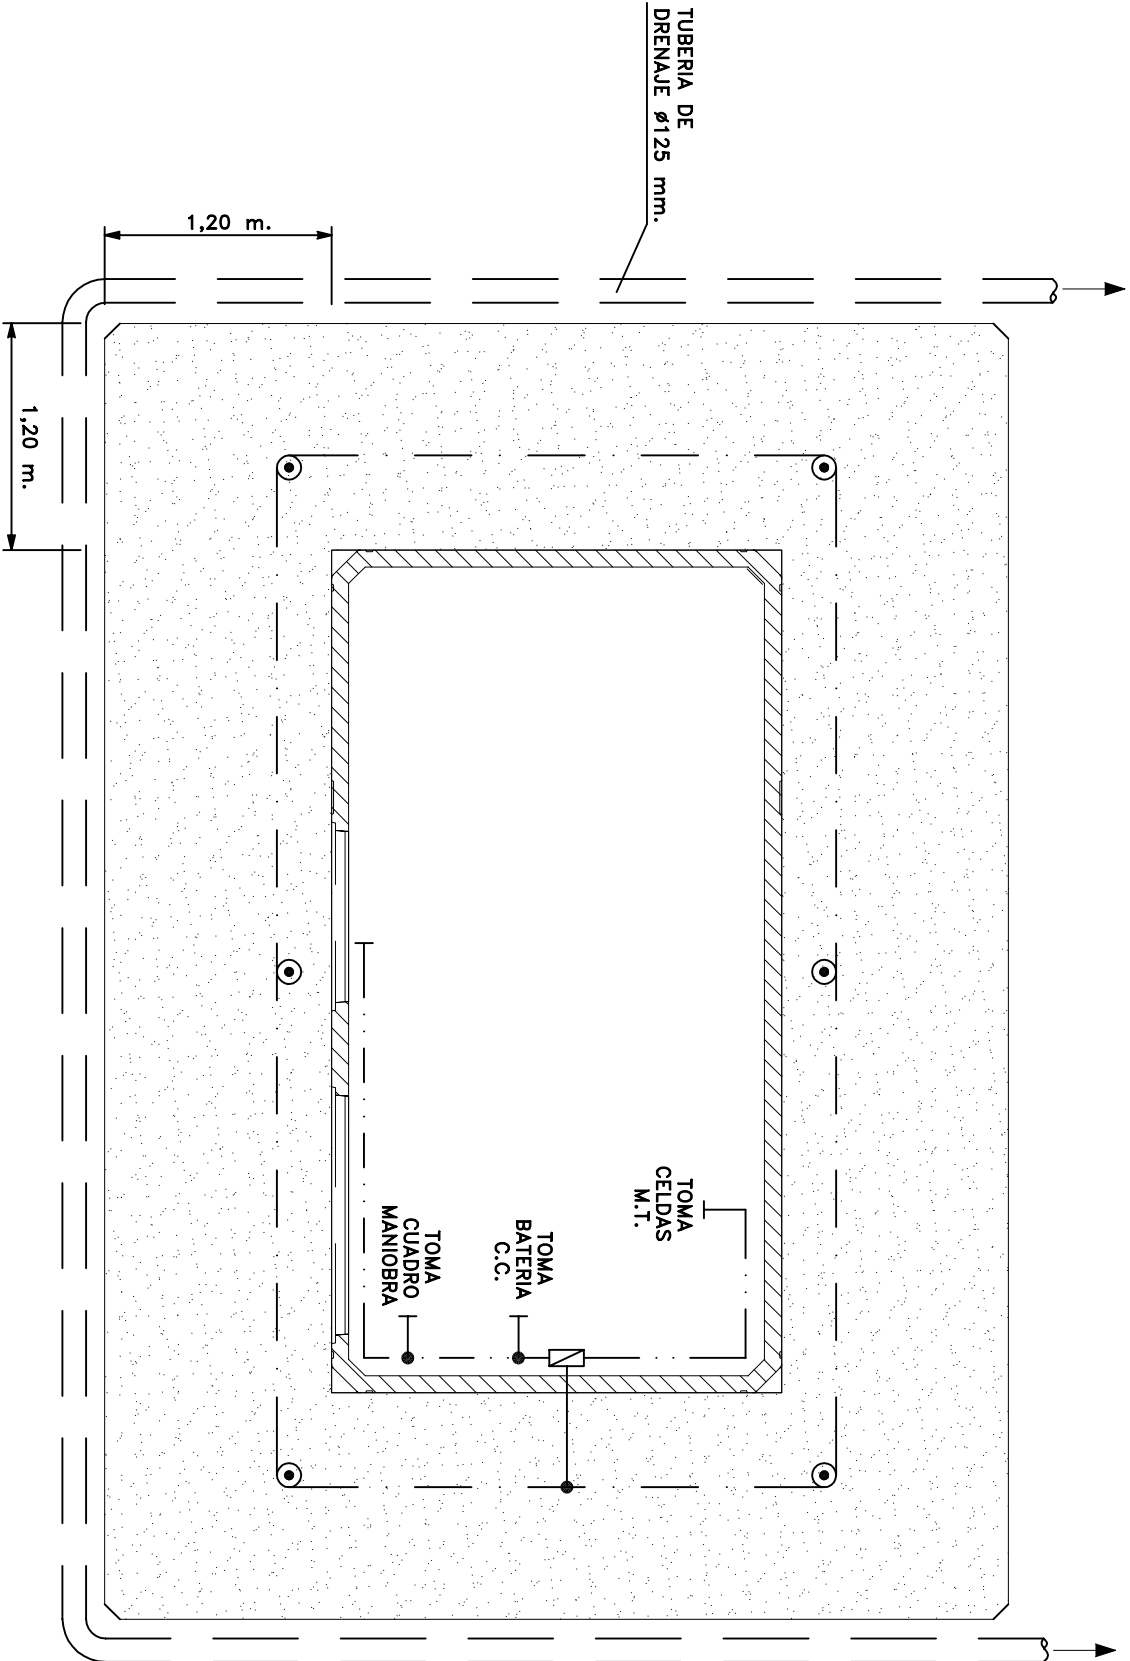 TUBERIA DE
DRENAJE ø125 mm.
1,20 m.
1,20 m.
TOMA
CELDAS
M.T.
TOMA
BATERIA
C.C.
TOMA
CUADRO
MANIOBRA